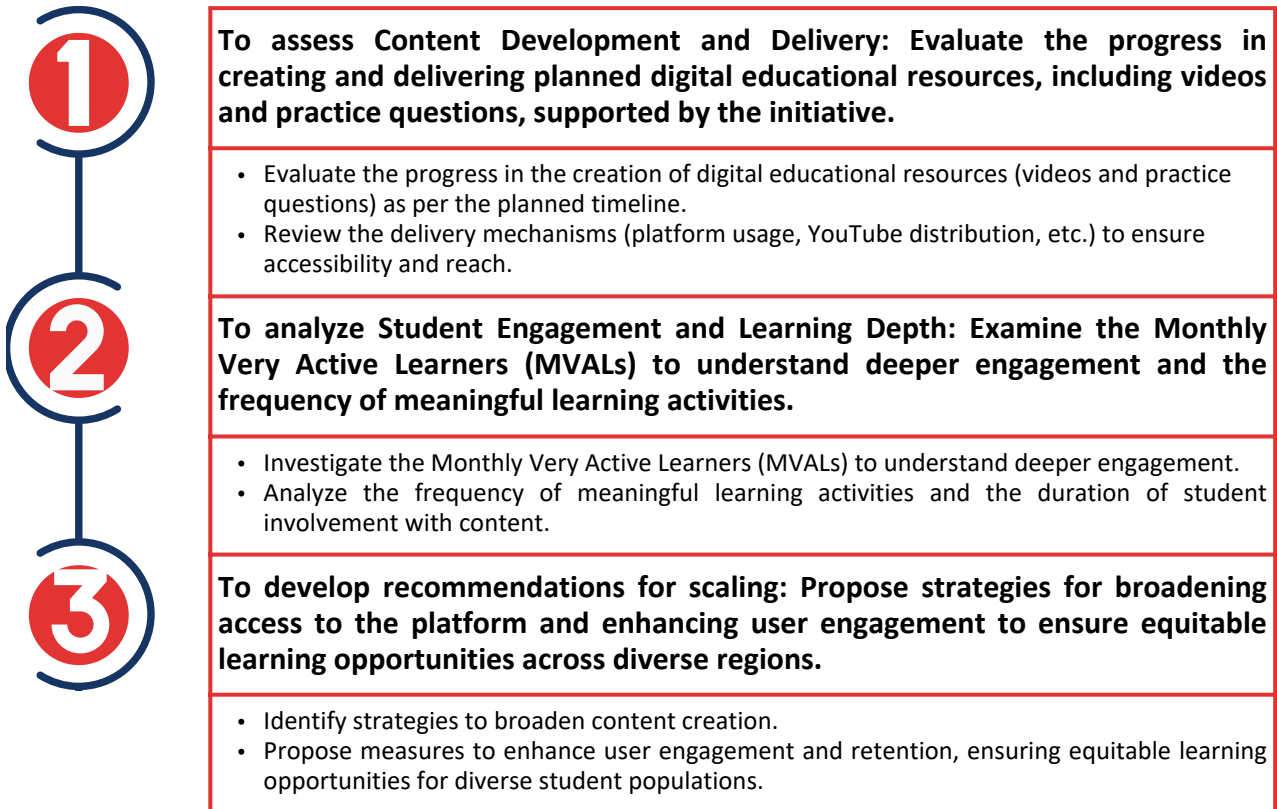 1
To assess Content Development and Delivery: Evaluate the progress in
creating and delivering planned digital educational resources, including videos
and practice questions, supported by the initiative.
• Evaluate the progress in the creation of digital educational resources (videos and practice
questions) as per the planned timeline.
• Review the delivery mechanisms (platform usage, YouTube distribution, etc.) to ensure
accessibility and reach.
2
To analyze Student Engagement and Learning Depth: Examine the Monthly
Very Active Learners (MVALs) to understand deeper engagement and the
frequency of meaningful learning activities.
• Investigate the Monthly Very Active Learners (MVALs) to understand deeper engagement.
• Analyze the frequency of meaningful learning activities and the duration of student
involvement with content.
3
To develop recommendations for scaling: Propose strategies for broadening
access to the platform and enhancing user engagement to ensure equitable
learning opportunities across diverse regions.
• Identify strategies to broaden content creation.
• Propose measures to enhance user engagement and retention, ensuring equitable learning
opportunities for diverse student populations.